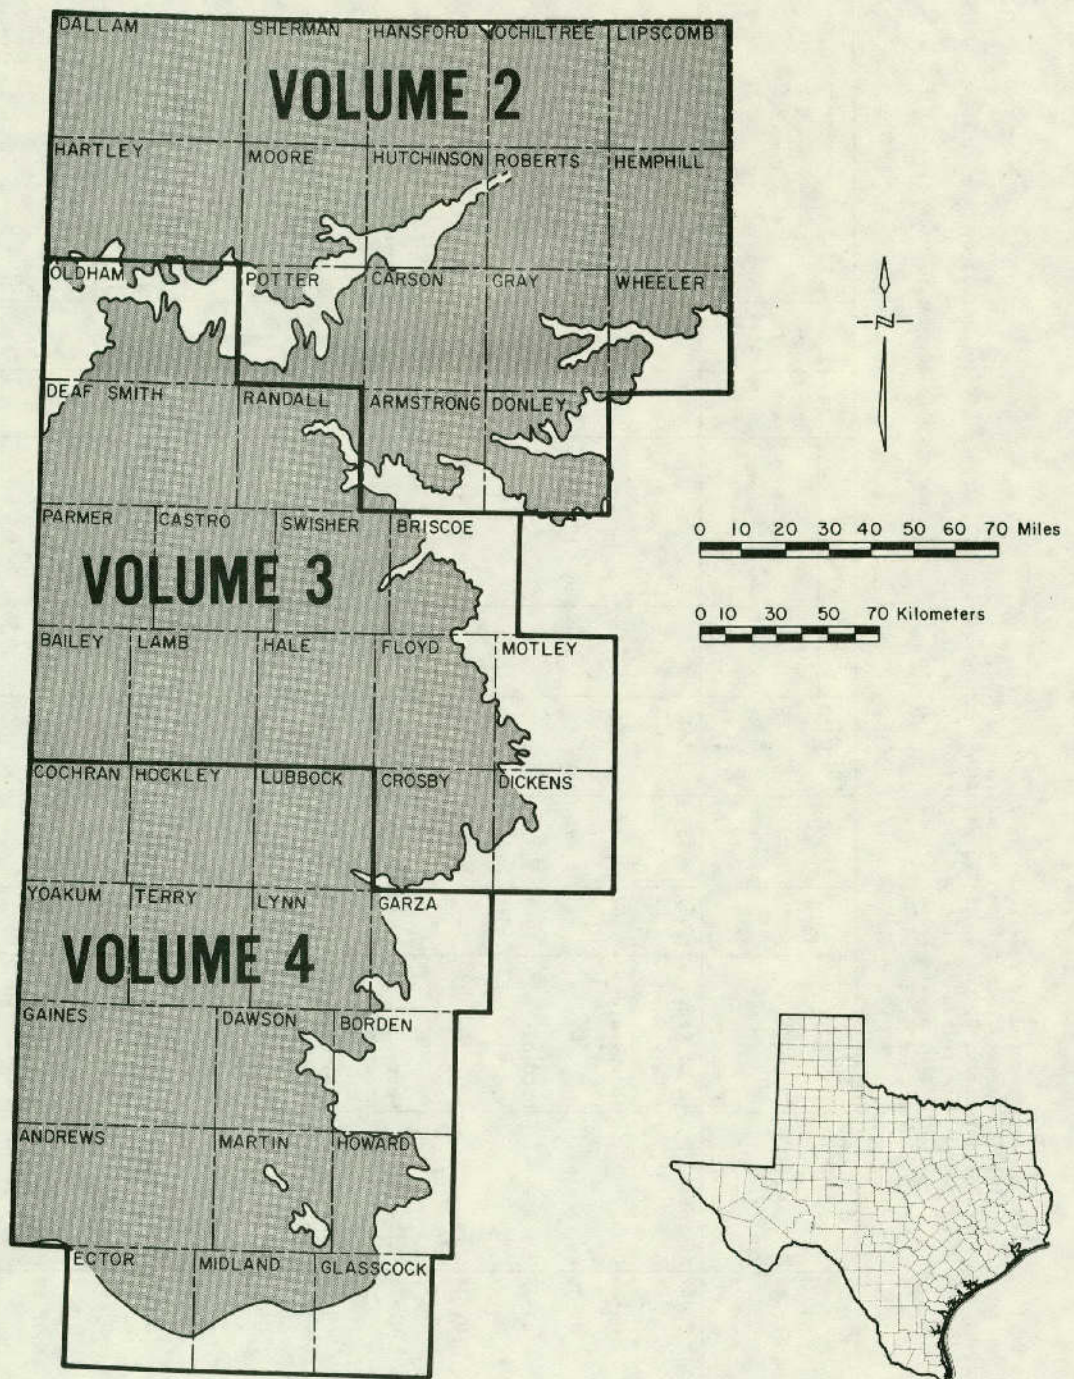 DALLAM SHERMAN HANSFORD OCHILTREE LIPSCOMB
VOLUME 2
HARTLEY MOORE HUTCHINSON ROBERTS HEMPHILL
OLDHAM POTTER CARSON GRAY WHEELER
N
DEAF SMITH RANDALL ARMSTRONG DONLEY
PARMER CASTRO SWISHER BRISCOE
0 10 20 30 40 50 60 70 Miles
VOLUME 3
0 10 30 50 70 Kilometers
BAILEY LAMB HALE FLOYD MOTLEY
COCHRAN HOCKLEY LUBBOCK CROSBY DICKENS
YOAKUM TERRY LYNN GARZA
VOLUME 4
GAINES DAWSON BORDEN
ANDREWS MARTIN HOWARD
ECTOR MIDLAND GLASSCOCK